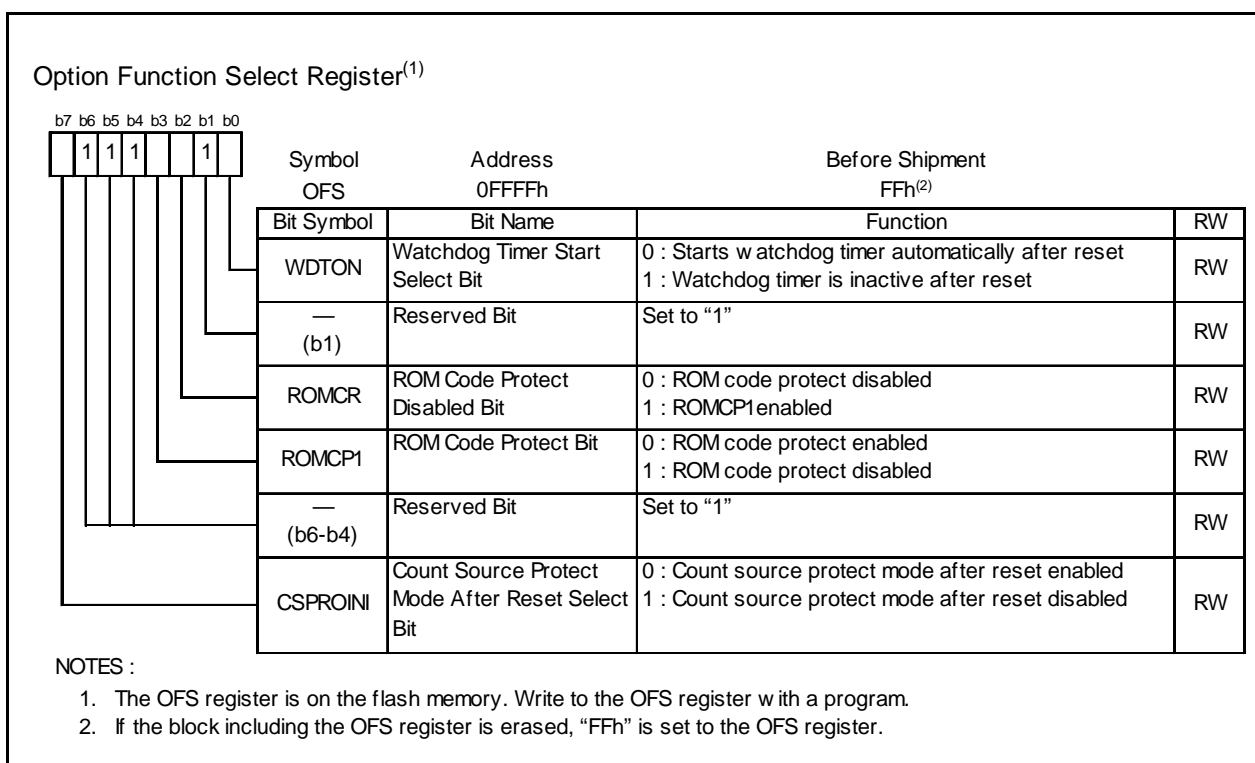 Option Function Select Register(1)
b7 b6 b5 b4 b3 b2 b1 b0
1 1 1 1
Symbol Address Before Shipment
OFS 0FFFFh FFh(2)
Bit Symbol Bit Name Function RW
WDTON Watchdog Timer Start Select Bit 0 : Starts watchdog timer automatically after reset
1 : Watchdog timer is inactive after reset RW
— (b1) Reserved Bit Set to “1” RW
ROMCR ROM Code Protect Disabled Bit 0 : ROM code protect disabled
1 : ROMCP1enabled RW
ROMCP1 ROM Code Protect Bit 0 : ROM code protect enabled
1 : ROM code protect disabled RW
— (b6-b4) Reserved Bit Set to “1” RW
CSPROINI Count Source Protect Mode After Reset Select Bit 0 : Count source protect mode after reset enabled
1 : Count source protect mode after reset disabled RW
NOTES :
1. The OFS register is on the flash memory. Write to the OFS register with a program.
2. If the block including the OFS register is erased, “FFh” is set to the OFS register.